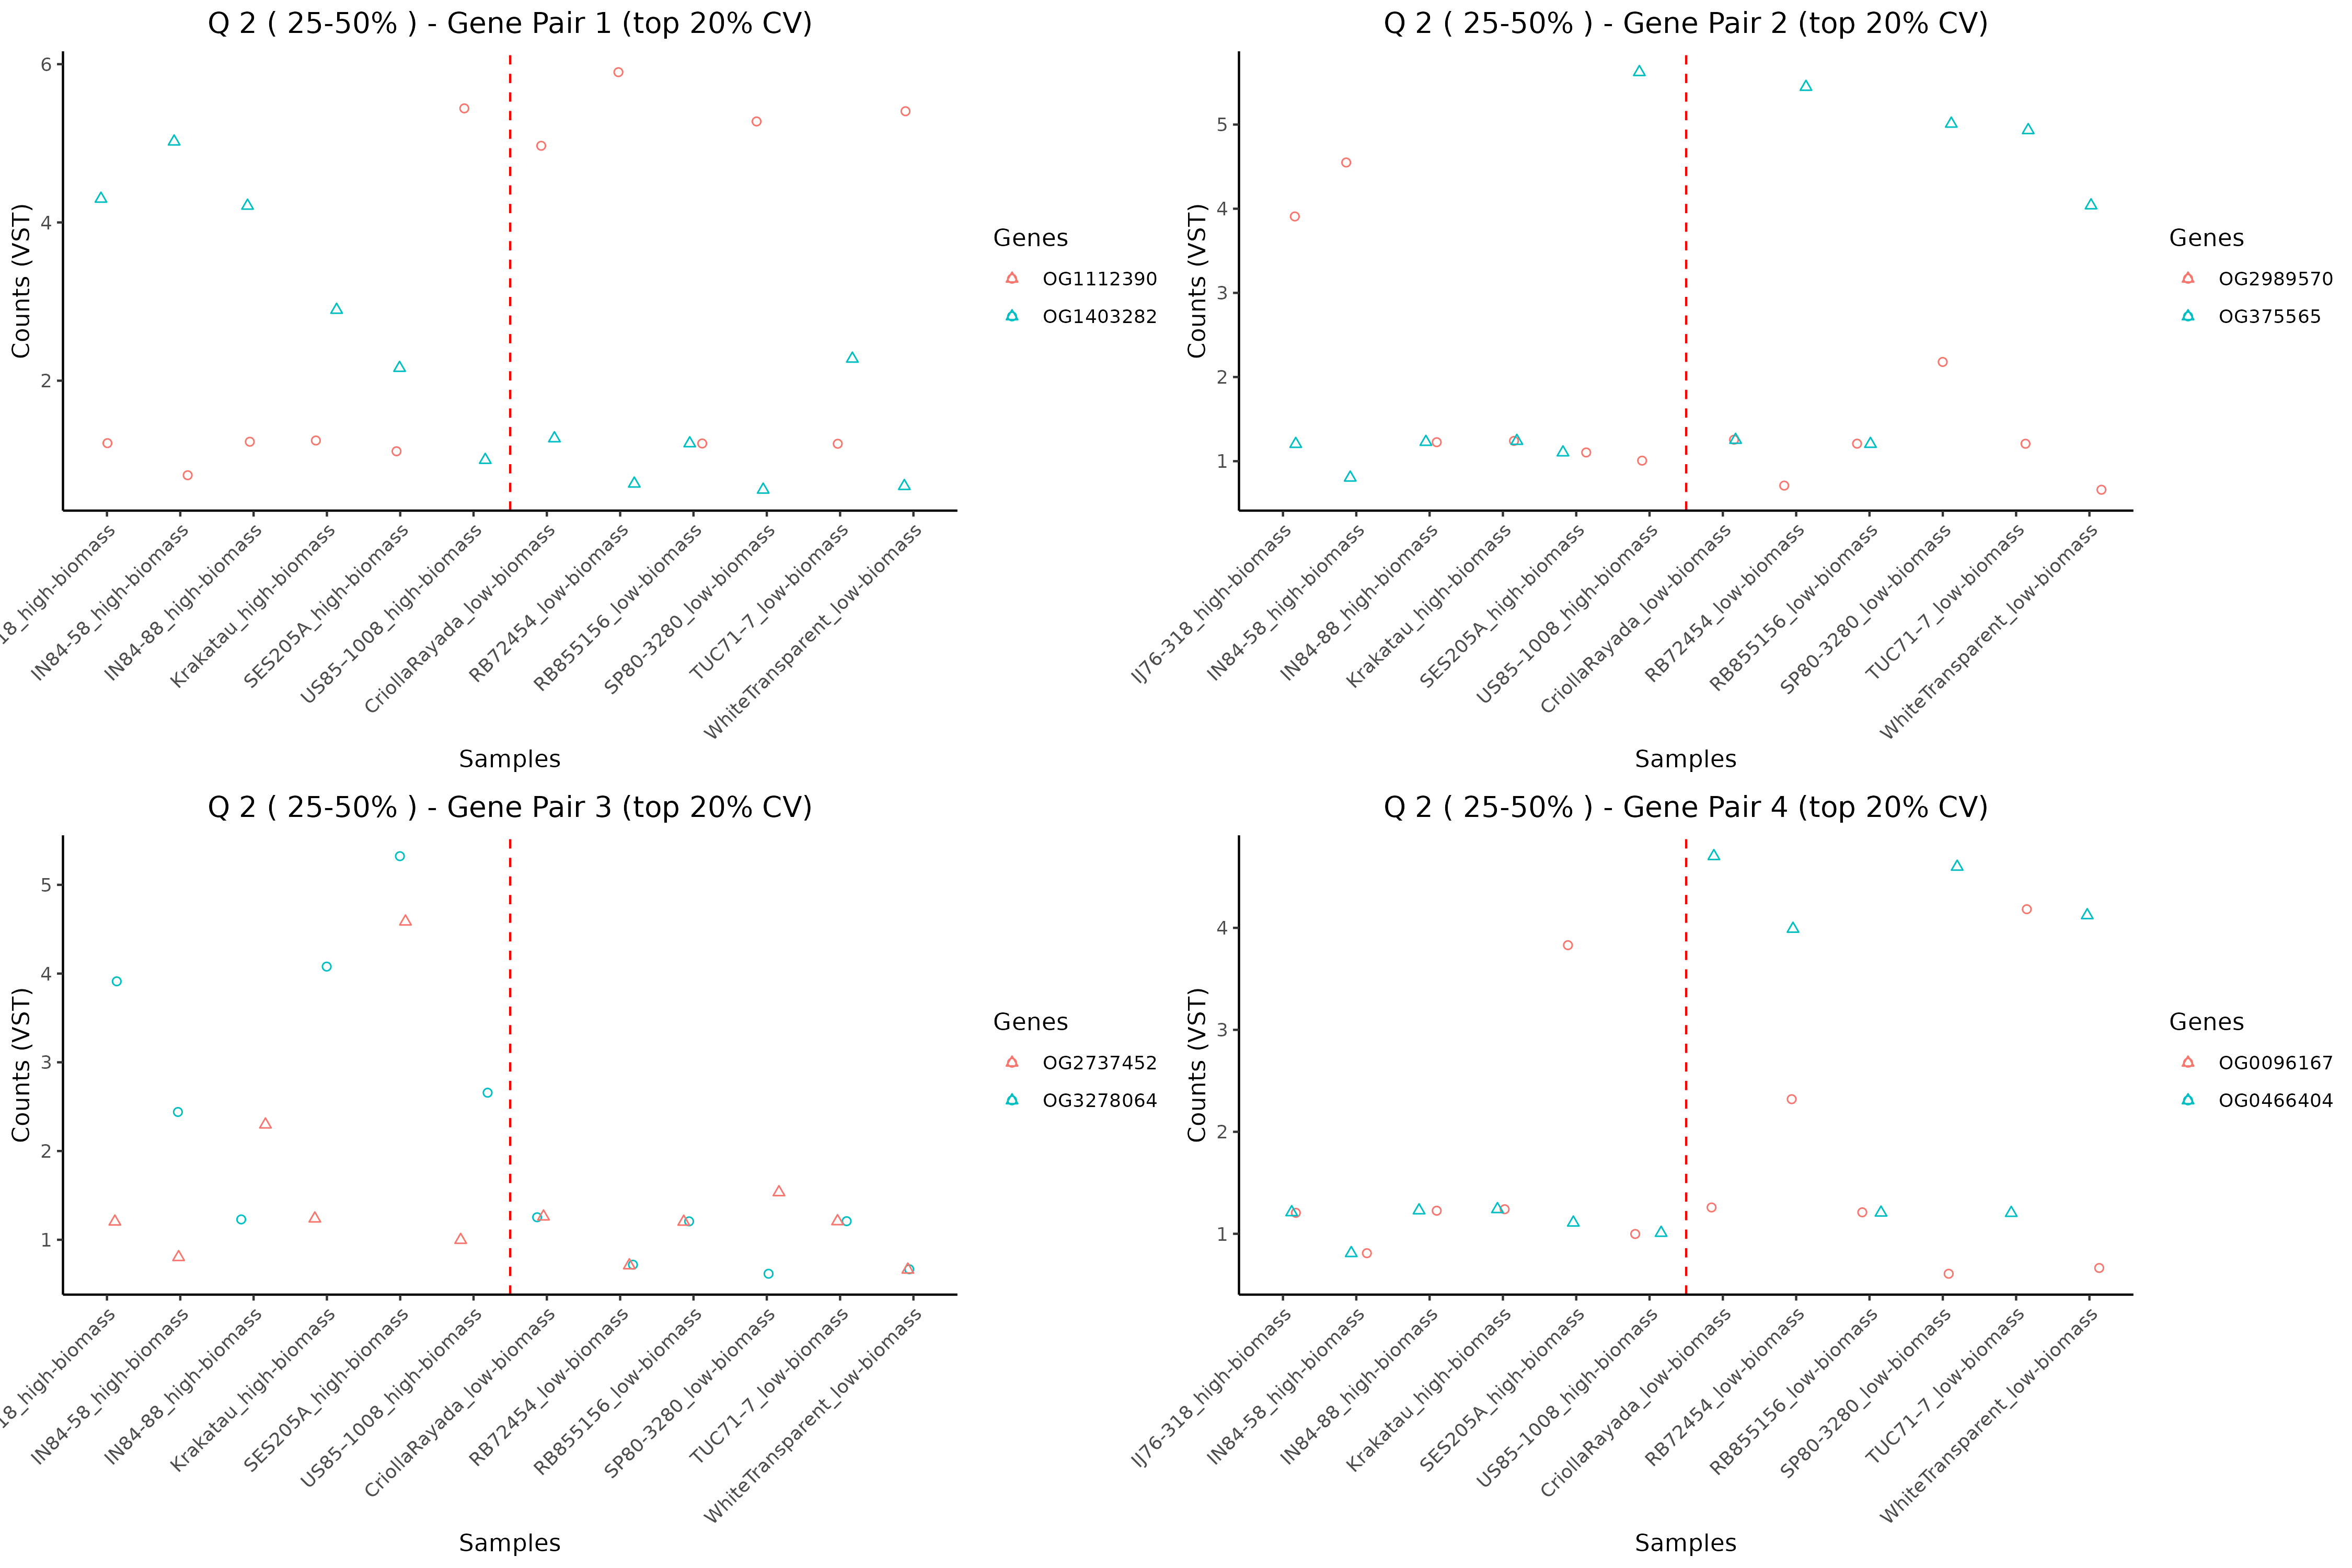 Q 2 ( 25-50% ) - Gene Pair 1 (top 20% CV)
Counts (VST)
6
4
2
18_high-biomass
IN84-58_high-biomass
IN84-88_high-biomass
Krakatau_high-biomass
SES205A_high-biomass
US85-1008_high-biomass
CriollaRayada_low-biomass
RB72454_low-biomass
RB855156_low-biomass
SP80-3280_low-biomass
TUC71-7_low-biomass
WhiteTransparent_low-biomass
Samples
Genes
OG1112390
OG1403282
Q 2 ( 25-50% ) - Gene Pair 2 (top 20% CV)
Counts (VST)
5
4
3
2
1
IJ76-318_high-biomass
IN84-58_high-biomass
IN84-88_high-biomass
Krakatau_high-biomass
SES205A_high-biomass
US85-1008_high-biomass
CriollaRayada_low-biomass
RB72454_low-biomass
RB855156_low-biomass
SP80-3280_low-biomass
TUC71-7_low-biomass
WhiteTransparent_low-biomass
Samples
Genes
OG2989570
OG375565
Q 2 ( 25-50% ) - Gene Pair 3 (top 20% CV)
Counts (VST)
5
4
3
2
1
18_high-biomass
IN84-58_high-biomass
IN84-88_high-biomass
Krakatau_high-biomass
SES205A_high-biomass
US85-1008_high-biomass
CriollaRayada_low-biomass
RB72454_low-biomass
RB855156_low-biomass
SP80-3280_low-biomass
TUC71-7_low-biomass
WhiteTransparent_low-biomass
Samples
Genes
OG2737452
OG3278064
Q 2 ( 25-50% ) - Gene Pair 4 (top 20% CV)
Counts (VST)
4
3
2
1
IJ76-318_high-biomass
IN84-58_high-biomass
IN84-88_high-biomass
Krakatau_high-biomass
SES205A_high-biomass
US85-1008_high-biomass
CriollaRayada_low-biomass
RB72454_low-biomass
RB855156_low-biomass
SP80-3280_low-biomass
TUC71-7_low-biomass
WhiteTransparent_low-biomass
Samples
Genes
OG0096167
OG0466404